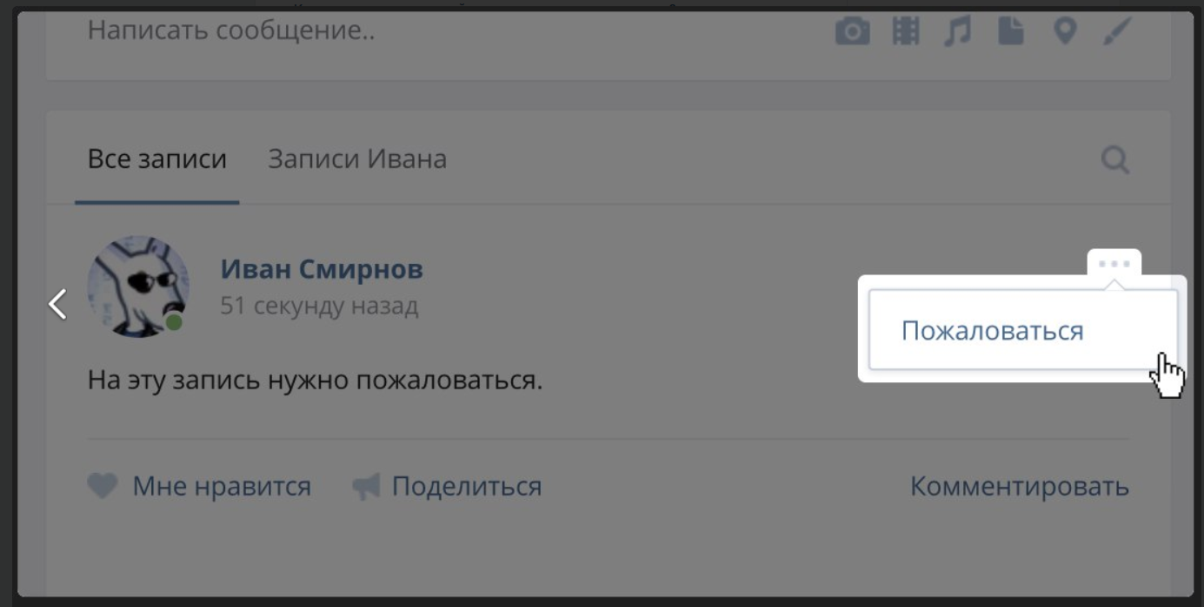 Написать сообщение..
Все записи Записи Ивана
Иван Смирнов
51 секунду назад
Пожаловаться
На эту запись нужно пожаловаться.
Мне нравится Поделиться Комментировать